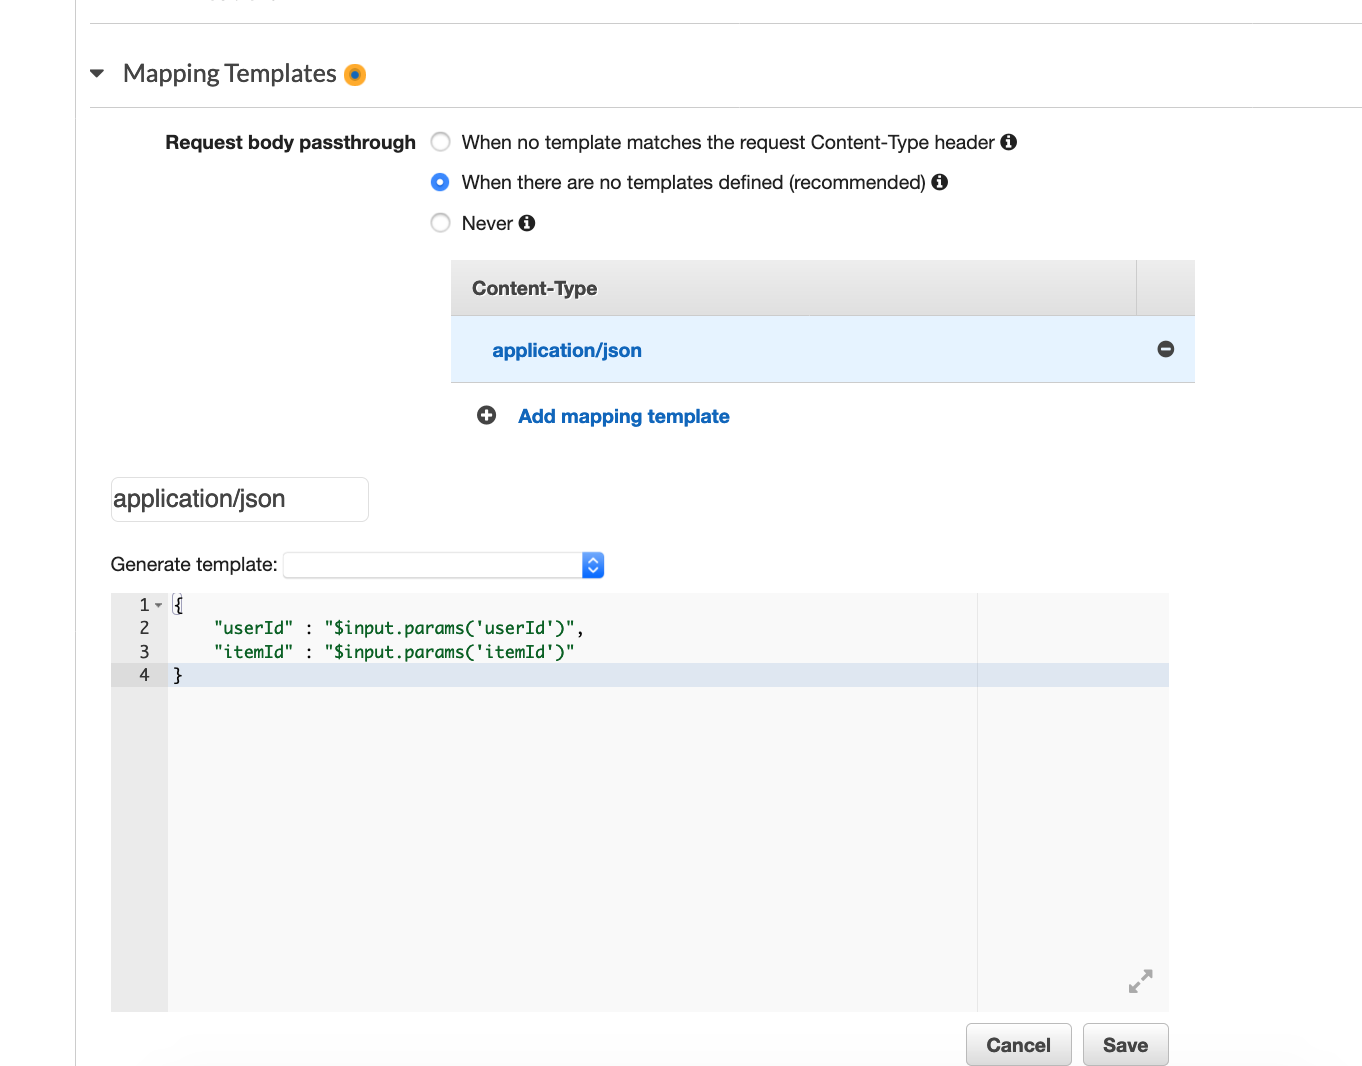 Mapping Templates
Request body passthrough
When no template matches the request Content-Type header
When there are no templates defined (recommended)
Never
Content-Type
application/json
Add mapping template
application/json
Generate template:
1 {
2 "userId" : "$input.params('userId')",
3 "itemId" : "$input.params('itemId')"
4 }
Cancel
Save